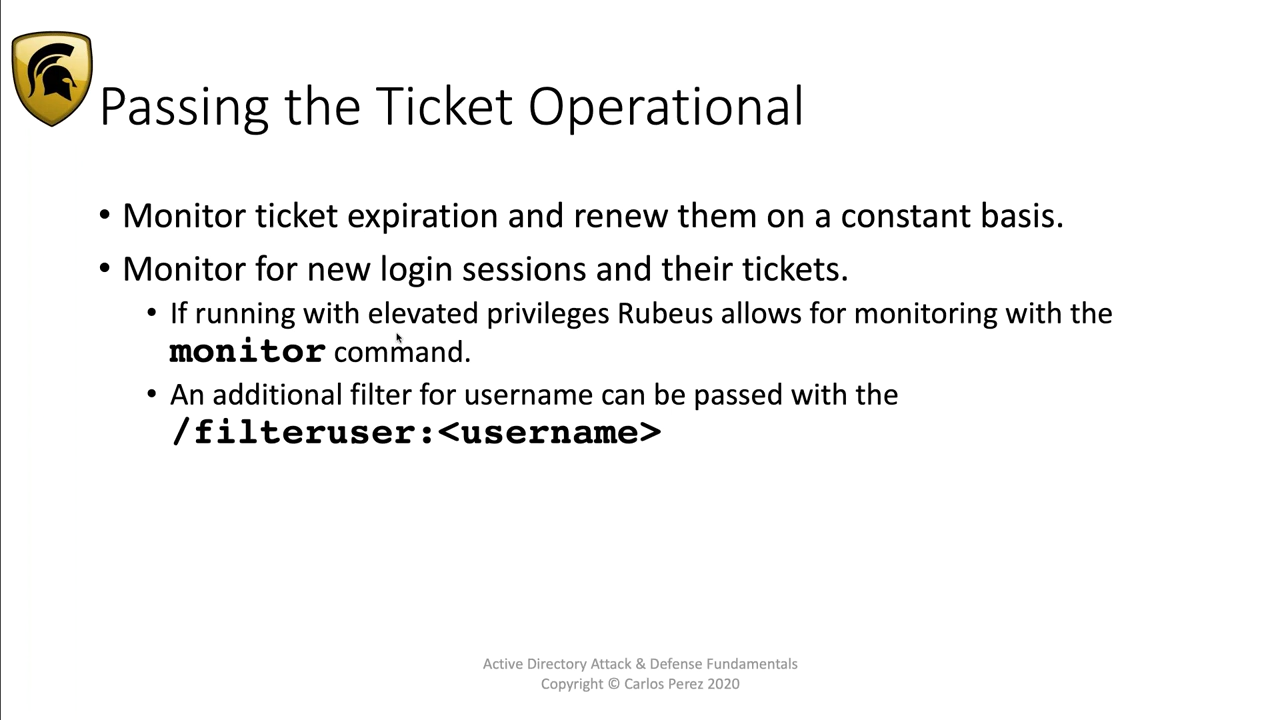 Passing the Ticket Operational
• Monitor ticket expiration and renew them on a constant basis.
• Monitor for new login sessions and their tickets.
• If running with elevated privileges Rubeus allows for monitoring with the
monitor command.
• An additional filter for username can be passed with the
/filteruser:<username>
Active Directory Attack & Defense Fundamentals
Copyright © Carlos Perez 2020